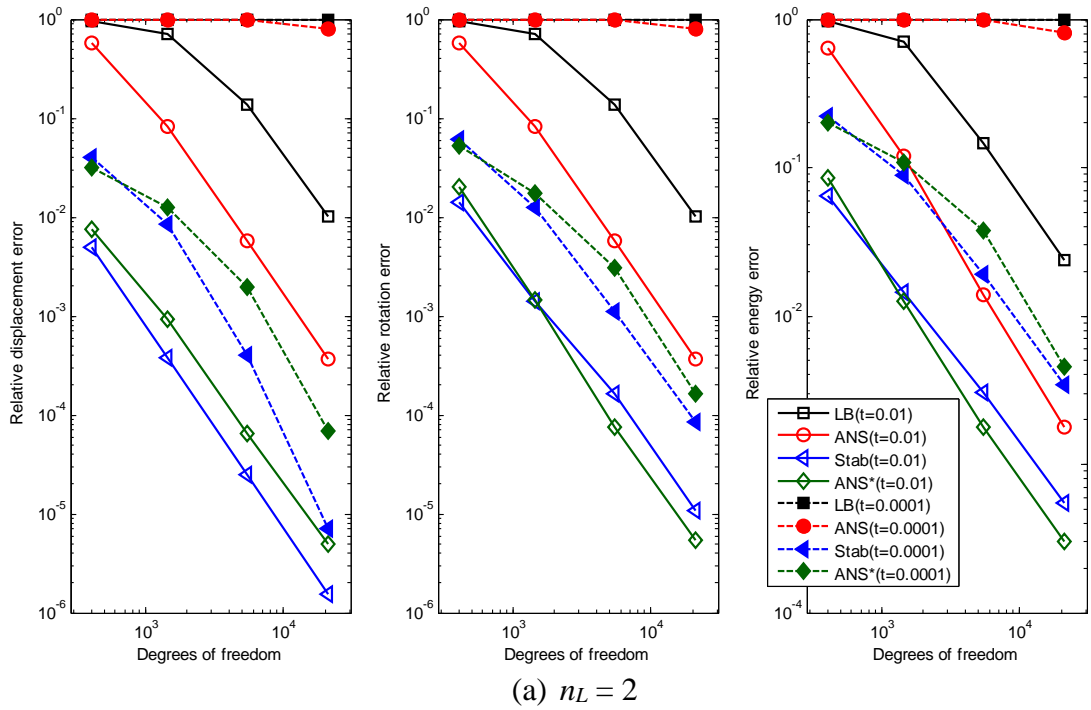 10^0
10^-1
10^-2
10^-3
10^-4
10^-5
10^-6
10^3
10^4
Relative displacement error
Degrees of freedom
10^0
10^-1
10^-2
10^-3
10^-4
10^-5
10^-6
10^3
10^4
Relative rotation error
Degrees of freedom
10^0
10^-1
10^-2
10^-4
10^3
10^4
Relative energy error
Degrees of freedom
LB(t=0.01)
ANS(t=0.01)
Stab(t=0.01)
ANS*(t=0.01)
LB(t=0.0001)
ANS(t=0.0001)
Stab(t=0.0001)
ANS*(t=0.0001)
(a) n_L = 2